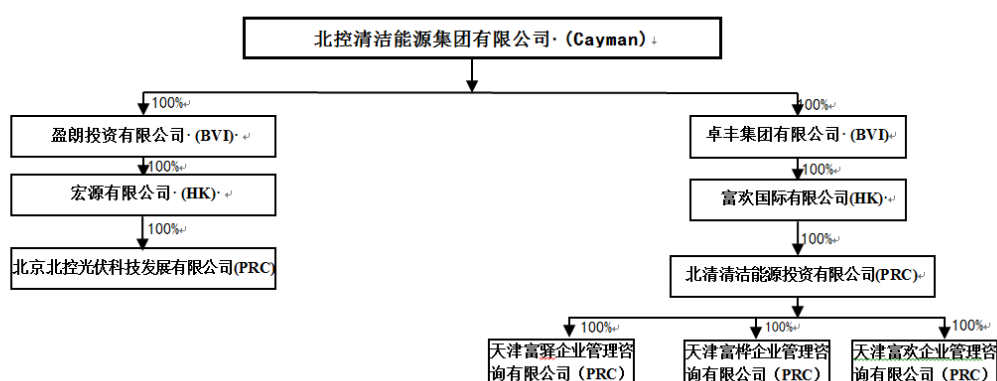 北控清洁能源集团有限公司·(Cayman)
100%
100%
盈朗投资有限公司·(BVI)·
卓丰集团有限公司·(BVI)
100%
100%
宏源有限公司·(HK)·
富欢国际有限公司(HK)·
100%
100%
北京北控光伏科技发展有限公司(PRC)
北清清洁能源投资有限公司(PRC)
100%
100%
100%
天津富驿企业管理咨
询有限公司（PRC）
天津富桦企业管理咨
询有限公司（PRC）
天津富欢企业管理咨
询有限公司（PRC）